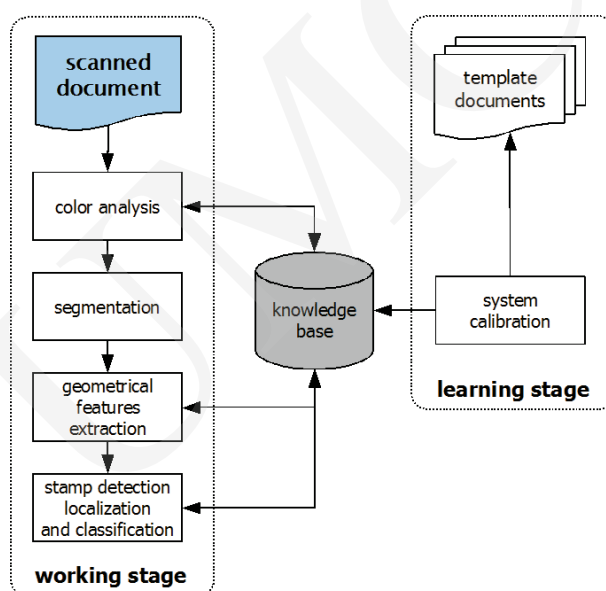 scanned
document
color analysis
segmentation
geometrical
features
extraction
stamp detection
localization
and classification
working stage
knowledge
base
template
documents
system
calibration
learning stage
UMC